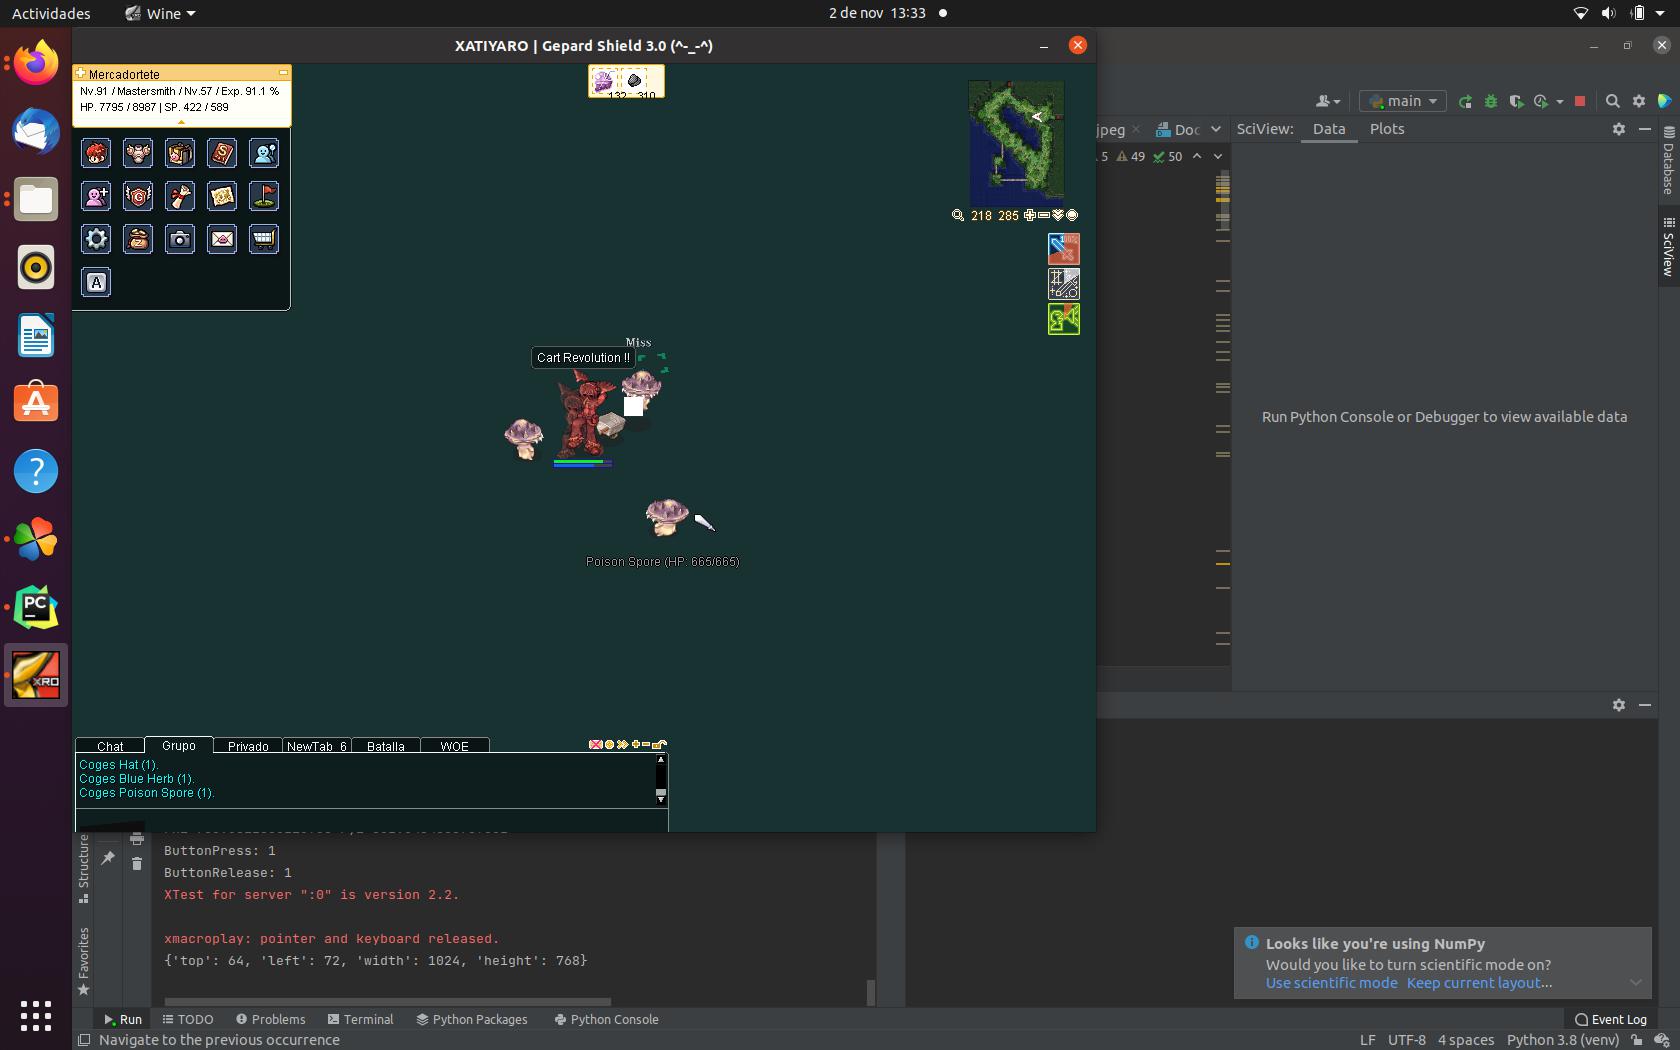 Actividades
Wine
2 de nov 13:33
XATIYARO | Gepard Shield 3.0 (^-_-^)
Mercadortete
Nv.91 / Mastersmith / Nv.57 / Exp. 91.1 %
HP. 7795 / 8987 | SP. 422 / 589
132 310
218 285
100%
A
Miss
Cart Revolution !!
Poison Spore (HP: 665/665)
Chat Grupo Privado NewTab_6 Batalla WOE
Coges Hat (1).
Coges Blue Herb (1).
Coges Poison Spore (1).
main
jpeg
Doc
SciView: Data Plots
5 49 50
Database
SciView
Run Python Console or Debugger to view available data
PC
XRO
Structure
Favorites
ButtonPress: 1
ButtonRelease: 1
XTest for server ":0" is version 2.2.
xmacroplay: pointer and keyboard released.
{'top': 64, 'left': 72, 'width': 1024, 'height': 768}
Looks like you're using NumPy
Would you like to turn scientific mode on?
Use scientific mode Keep current layout...
Run TODO Problems Terminal Python Packages Python Console
Event Log
Navigate to the previous occurrence
LF UTF-8 4 spaces Python 3.8 (venv)